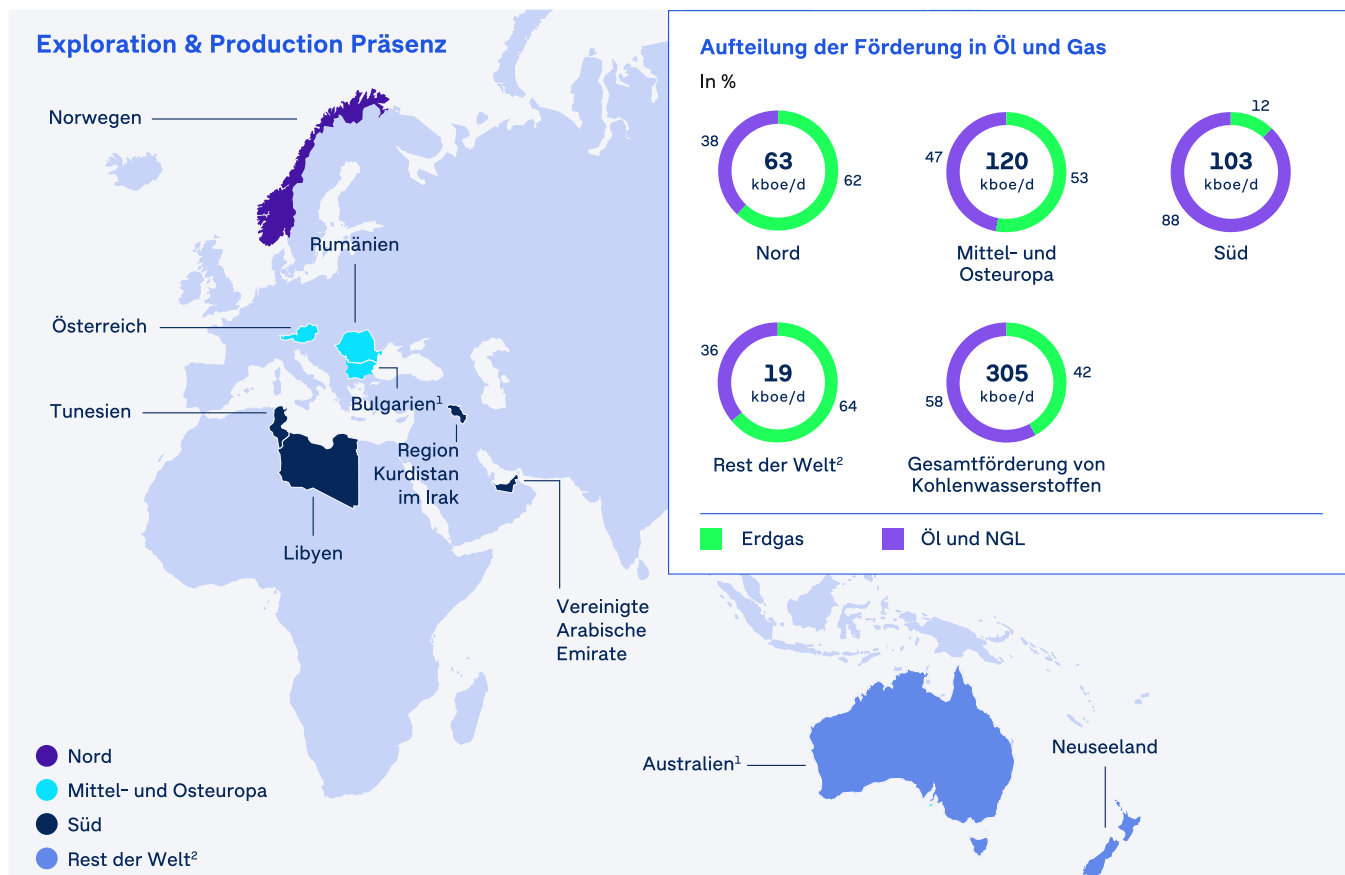 Exploration & Production Präsenz
Norwegen
Rumänien
Österreich
Bulgarien¹
Tunesien
Region
Kurdistan
im Irak
Libyen
Vereinigte
Arabische
Emirate
Australien¹
Neuseeland
Nord
Mittel- und Osteuropa
Süd
Rest der Welt²
Aufteilung der Förderung in Öl und Gas
In %
38
63
kboe/d
62
Nord
47
120
kboe/d
53
Mittel- und
Osteuropa
12
103
kboe/d
88
Süd
36
19
kboe/d
64
Rest der Welt²
58
305
kboe/d
42
Gesamtförderung von
Kohlenwasserstoffen
Erdgas
Öl und NGL